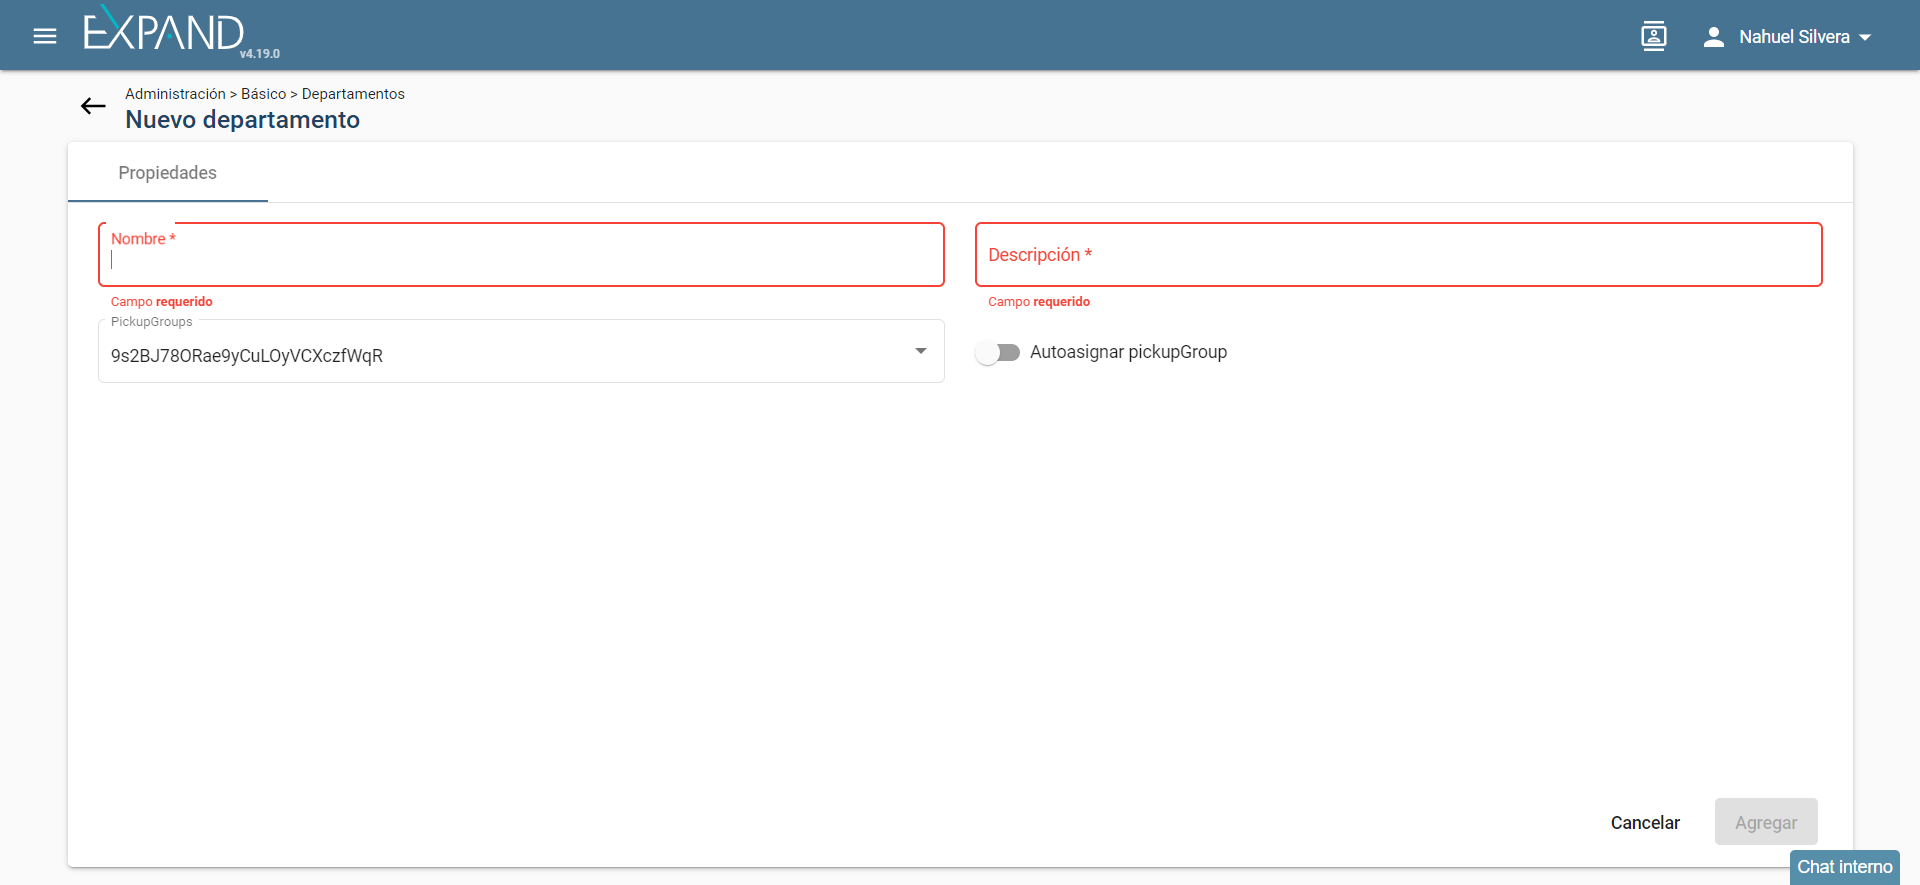 EXPAND
v4.19.0
Nahuel Silvera
Administración > Básico > Departamentos
Nuevo departamento
Propiedades
Nombre *
Descripción *
Campo requerido
Campo requerido
PickupGroups
9s2BJ78ORae9yCuLOyVCXczfWqR
Autoasignar pickupGroup
Cancelar
Agregar
Chat interno